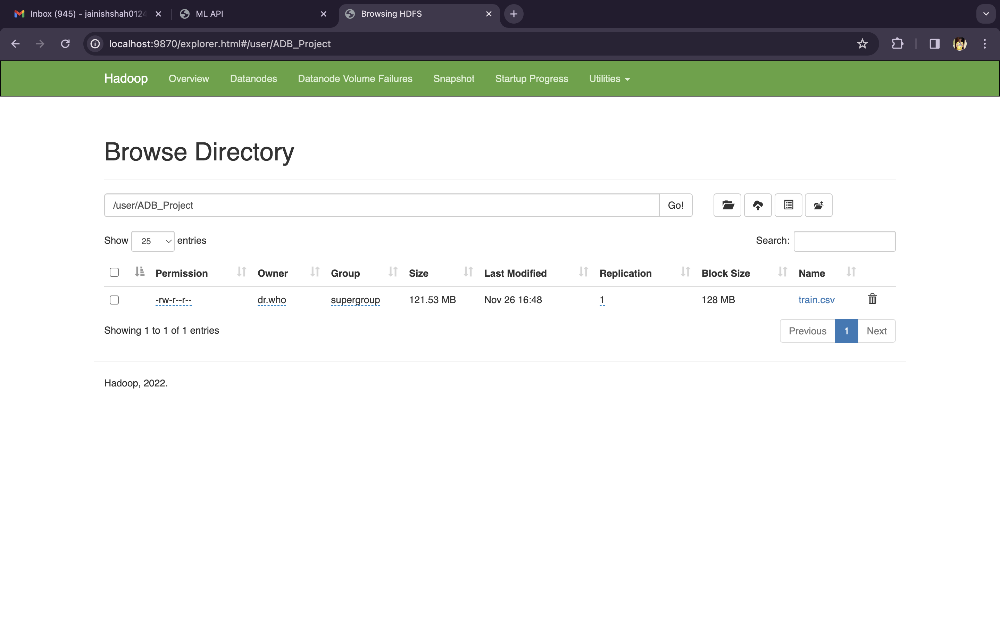 Inbox (945) - jainishshah0124 ML API Browsing HDFS
localhost:9870/explorer.html#/user/ADB_Project
Hadoop Overview Datanodes Datanode Volume Failures Snapshot Startup Progress Utilities
Browse Directory
/user/ADB_Project Go!
Show 25 entries Search:
Permission Owner Group Size Last Modified Replication Block Size Name
-rw-r--r-- dr.who supergroup 121.53 MB Nov 26 16:48 1 128 MB train.csv
Showing 1 to 1 of 1 entries Previous 1 Next
Hadoop, 2022.